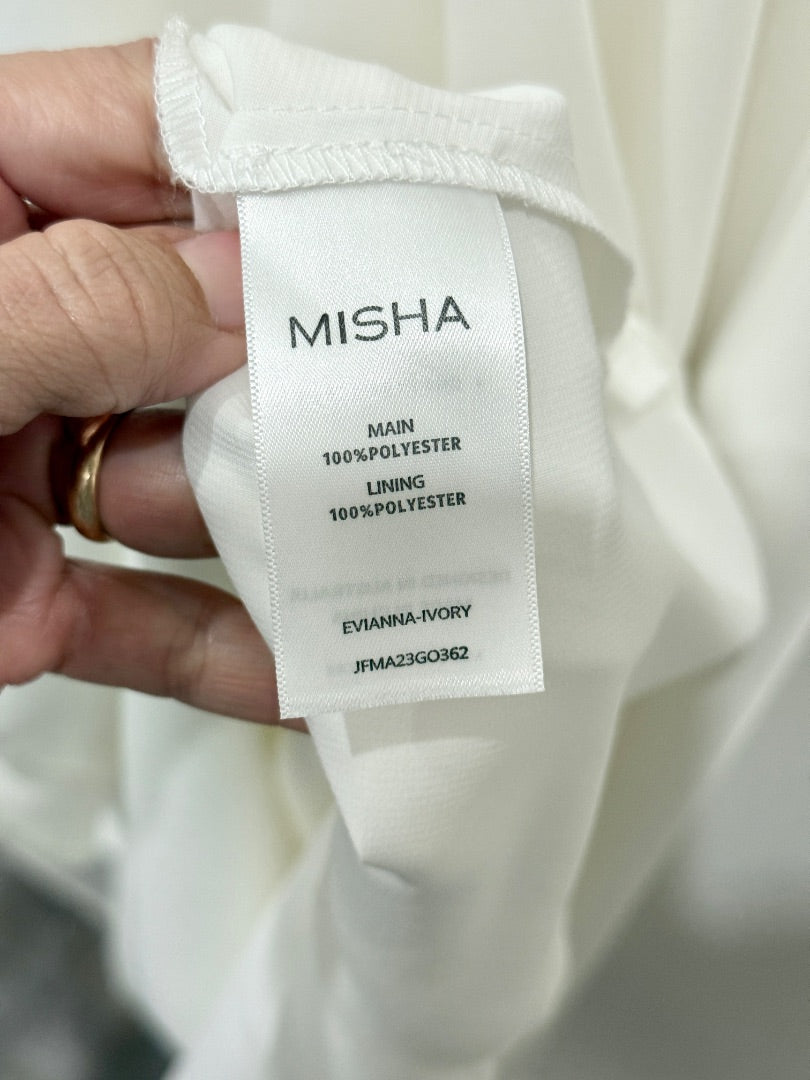 MISHA
MAIN
100%POLYESTER
LINING
100%POLYESTER
EVIANNA-IVORY
JFMA23GO362